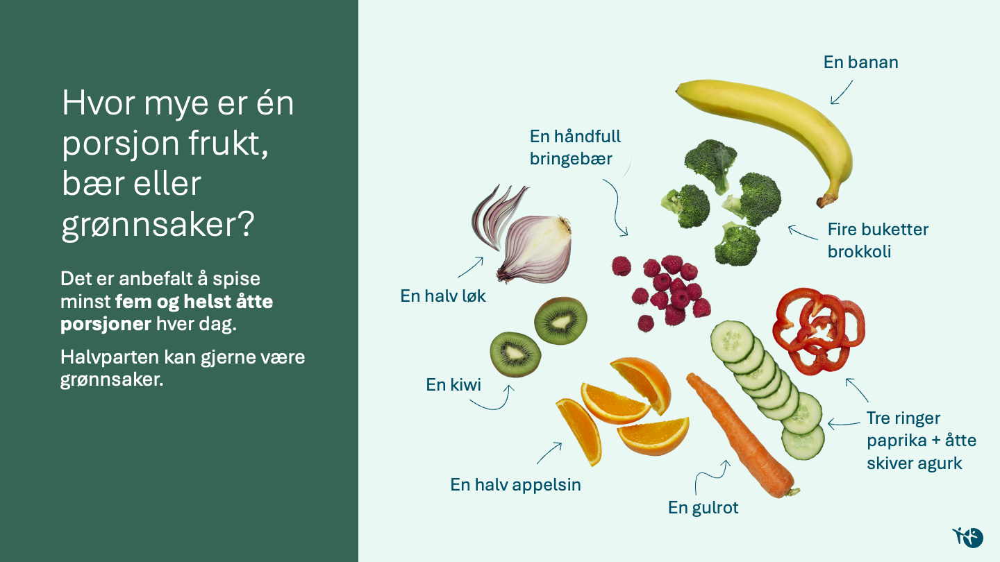 Hvor mye er én
porsjon frukt,
bær eller
grønnsaker?
Det er anbefalt å spise
minst fem og helst åtte
porsjoner hver dag.
Halvparten kan gjerne være
grønnsaker.
En banan
En håndfull
bringebær
Fire buketter
brokkoli
En halv løk
En kiwi
Tre ringer
paprika + åtte
skiver agurk
En halv appelsin
En gulrot